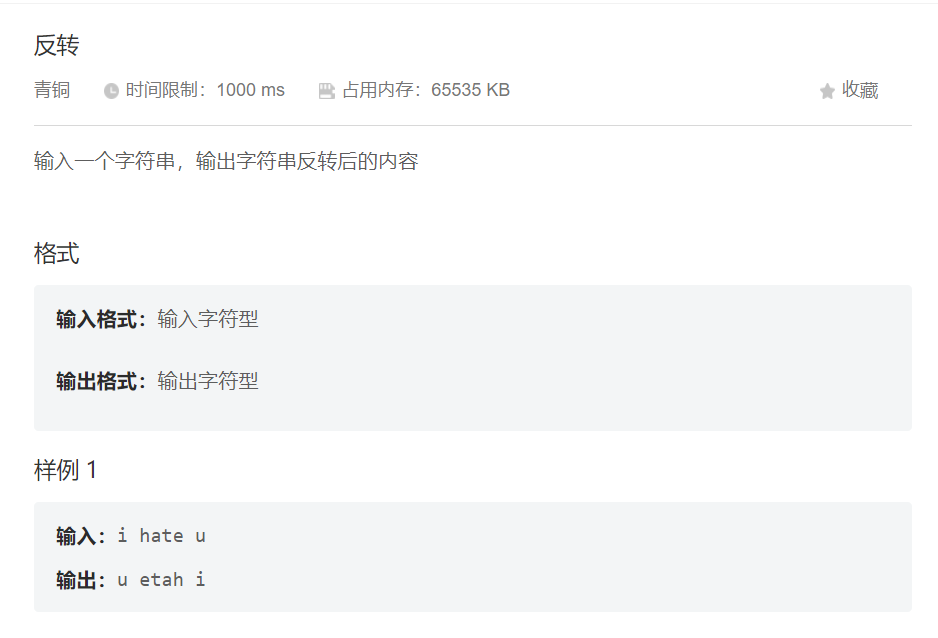 反转
青铜 时间限制：1000 ms 占用内存：65535 KB 收藏
输入一个字符串，输出字符串反转后的内容
格式
输入格式：输入字符型
输出格式：输出字符型
样例 1
输入：i hate u
输出：u etah i